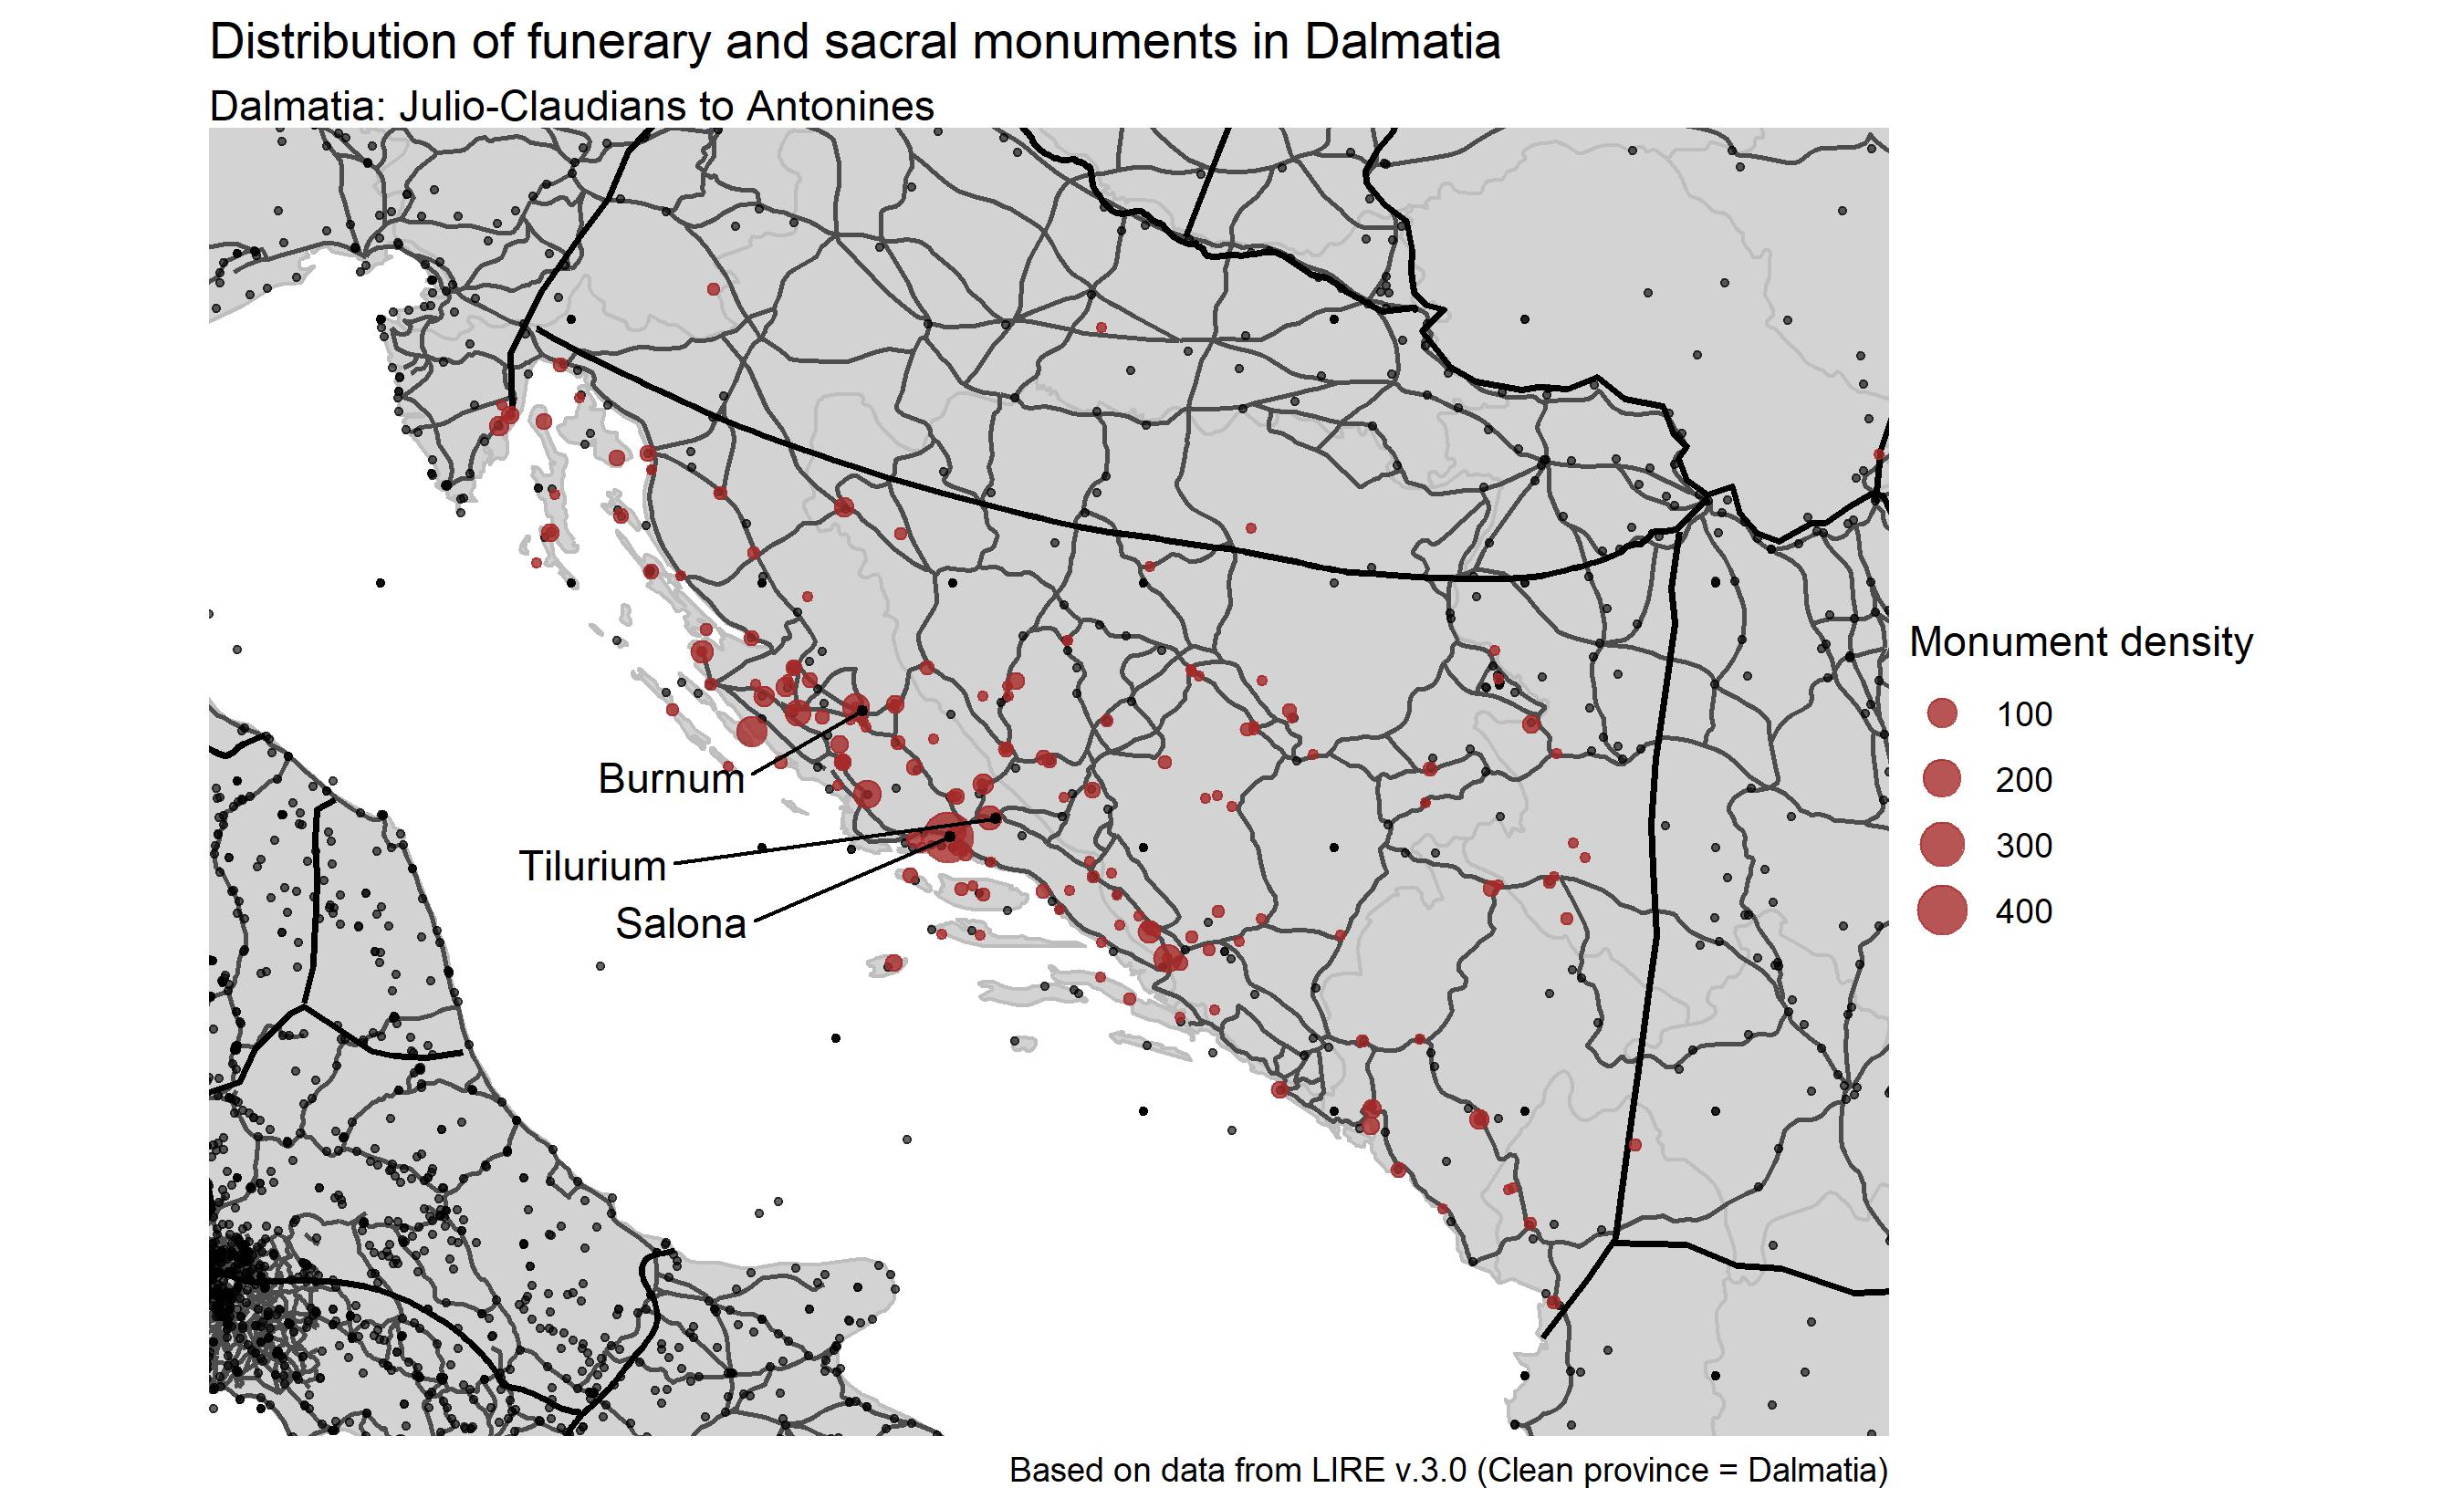 Distribution of funerary and sacral monuments in Dalmatia
Dalmatia: Julio-Claudians to Antonines
Monument density
100
200
300
400
Burnum
Tilurium
Salona
Based on data from LIRE v.3.0 (Clean province = Dalmatia)